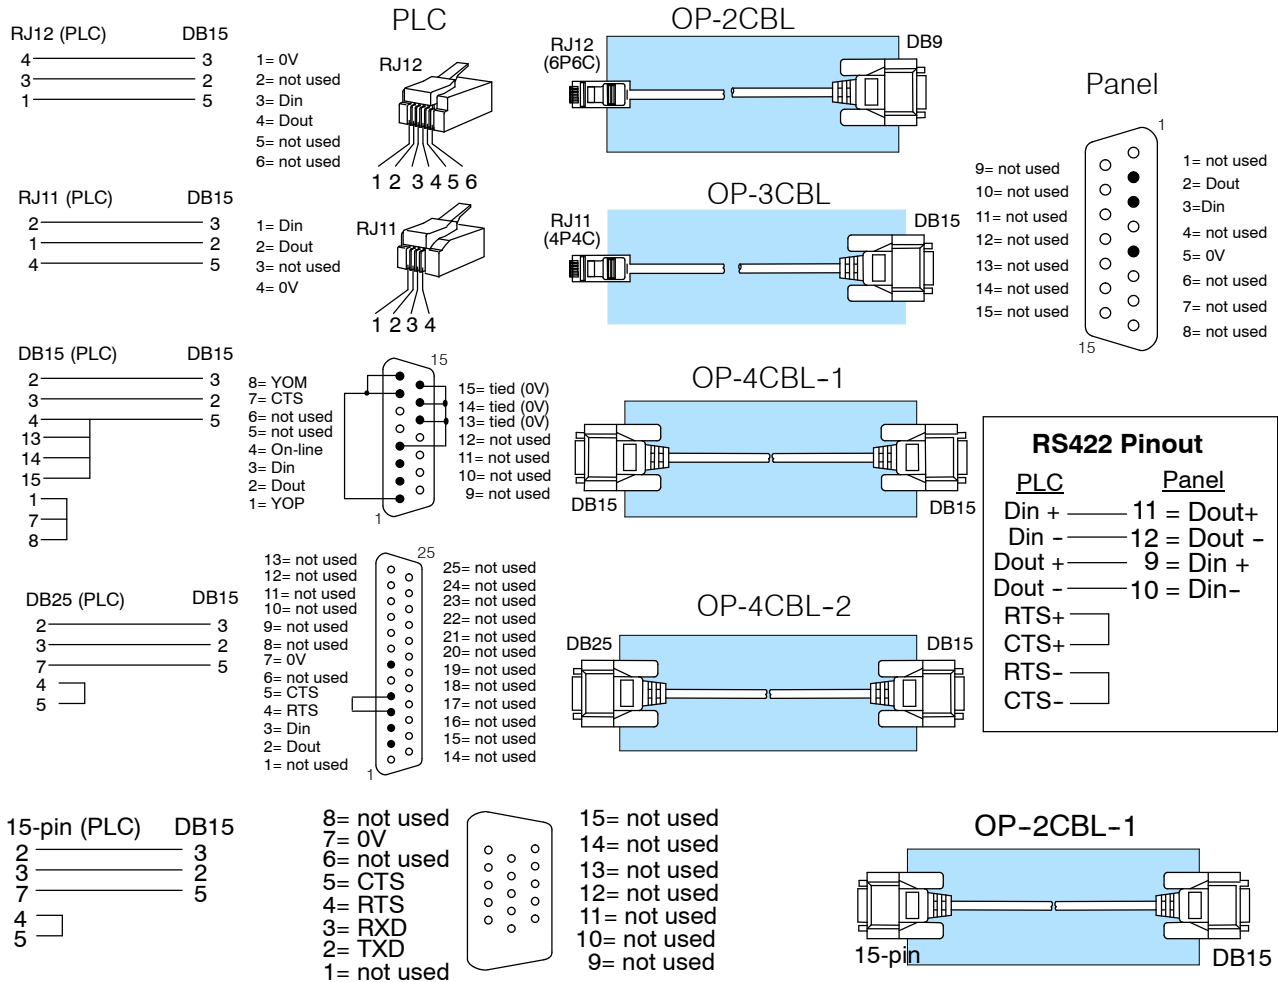 PLC
OP-2CBL
RJ12 (PLC) DB15
4 3
3 2
1 5
1= 0V
2= not used
3= Din
4= Dout
5= not used
6= not used
RJ12
1 2 3 4 5 6
RJ12
(6P6C)
DB9
Panel
1
9= not used
10= not used
11= not used
12= not used
13= not used
14= not used
15= not used
1= not used
2= Dout
3=Din
4= not used
5= 0V
6= not used
7= not used
8= not used
15
RJ11 (PLC) DB15
2 3
1 2
4 5
1= Din
2= Dout
3= not used
4= 0V
RJ11
1 2 3 4
OP-3CBL
RJ11
(4P4C)
DB15
DB15 (PLC) DB15
2 3
3 2
4 5
13
14
15
1
7
8
8= YOM
7= CTS
6= not used
5= not used
4= On-line
3= Din
2= Dout
1= YOP
15
1
15= tied (0V)
14= tied (0V)
13= tied (0V)
12= not used
11= not used
10= not used
9= not used
OP-4CBL-1
DB15
DB15
RS422 Pinout
PLC Panel
Din + 11 = Dout+
Din - 12 = Dout -
Dout + 9 = Din +
Dout - 10 = Din-
RTS+
CTS+
RTS-
CTS-
DB25 (PLC) DB15
2 3
3 2
7 5
4
5
13= not used
12= not used
11= not used
10= not used
9= not used
8= not used
7= 0V
6= not used
5= CTS
4= RTS
3= Din
2= Dout
1= not used
25
1
25= not used
24= not used
23= not used
22= not used
21= not used
20= not used
19= not used
18= not used
17= not used
16= not used
15= not used
14= not used
OP-4CBL-2
DB25
DB15
15-pin (PLC) DB15
2 3
3 2
7 5
4
5
8= not used
7= 0V
6= not used
5= CTS
4= RTS
3= RXD
2= TXD
1= not used
15= not used
14= not used
13= not used
12= not used
11= not used
10= not used
9= not used
OP-2CBL-1
15-pin
DB15